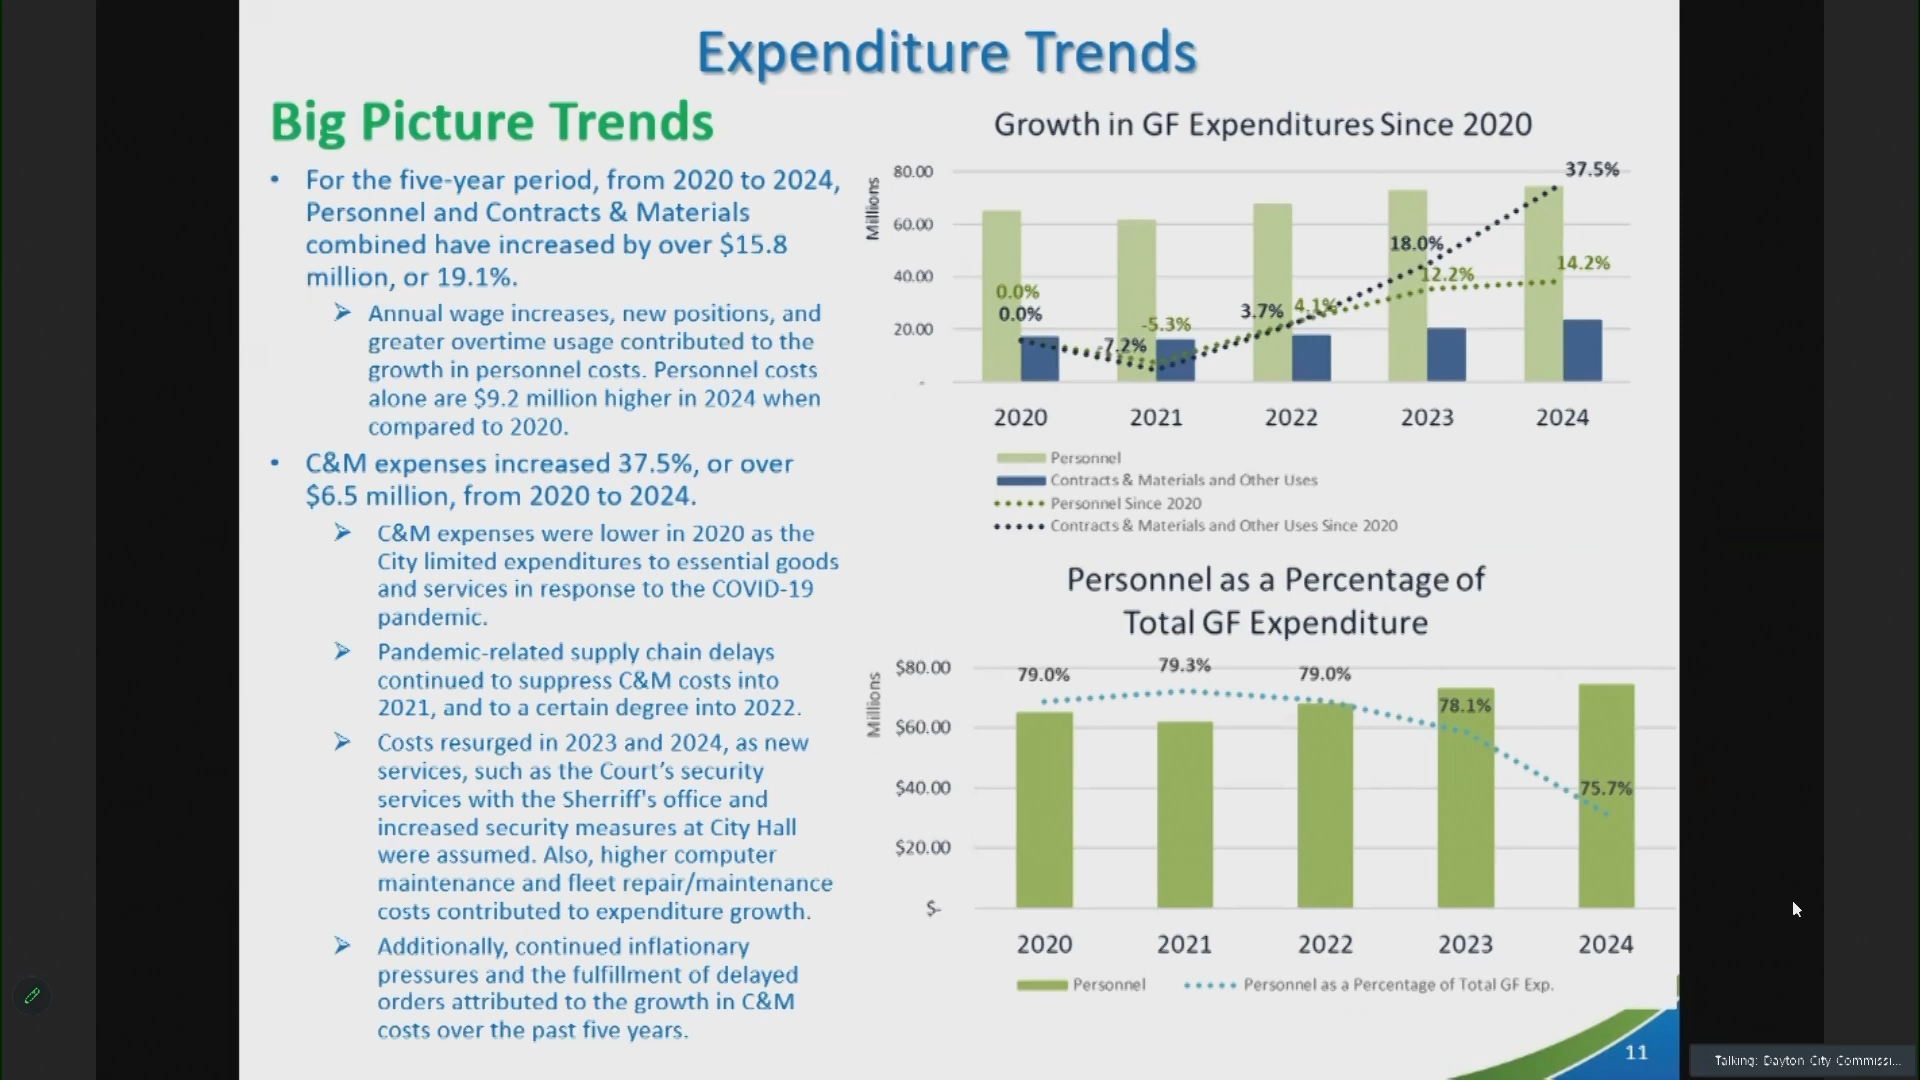 Expenditure Trends
Big Picture Trends
• For the five-year period, from 2020 to 2024,
Personnel and Contracts & Materials
combined have increased by over $15.8
million, or 19.1%.
➢ Annual wage increases, new positions, and
greater overtime usage contributed to the
growth in personnel costs. Personnel costs
alone are $9.2 million higher in 2024 when
compared to 2020.
• C&M expenses increased 37.5%, or over
$6.5 million, from 2020 to 2024.
➢ C&M expenses were lower in 2020 as the
City limited expenditures to essential goods
and services in response to the COVID-19
pandemic.
➢ Pandemic-related supply chain delays
continued to suppress C&M costs into
2021, and to a certain degree into 2022.
➢ Costs resurged in 2023 and 2024, as new
services, such as the Court's security
services with the Sherriff's office and
increased security measures at City Hall
were assumed. Also, higher computer
maintenance and fleet repair/maintenance
costs contributed to expenditure growth.
➢ Additionally, continued inflationary
pressures and the fulfillment of delayed
orders attributed to the growth in C&M
costs over the past five years.
Growth in GF Expenditures Since 2020
Millions
80.00
60.00
40.00
20.00
-
37.5%
18.0%
14.2%
12.2%
0.0%
0.0%
3.7% 4.1%
-5.3%
-7.2%
2020 2021 2022 2023 2024
Personnel
Contracts & Materials and Other Uses
Personnel Since 2020
Contracts & Materials and Other Uses Since 2020
Personnel as a Percentage of
Total GF Expenditure
Millions
$80.00
$60.00
$40.00
$20.00
$-
79.0% 79.3% 79.0% 78.1% 75.7%
2020 2021 2022 2023 2024
Personnel Personnel as a Percentage of Total GF Exp.
11
Talking: Dayton City Commissi...